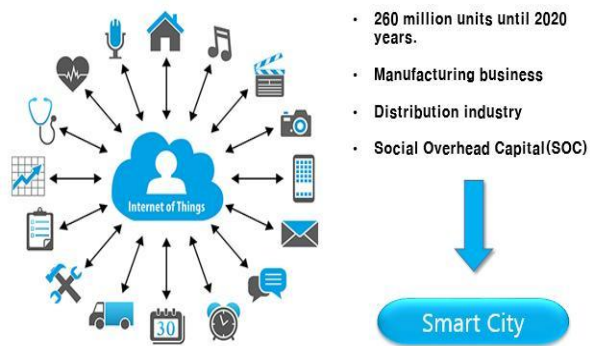 Internet of Things
30
· 260 million units until 2020
years.
· Manufacturing business
· Distribution industry
· Social Overhead Capital(SOC)
Smart City